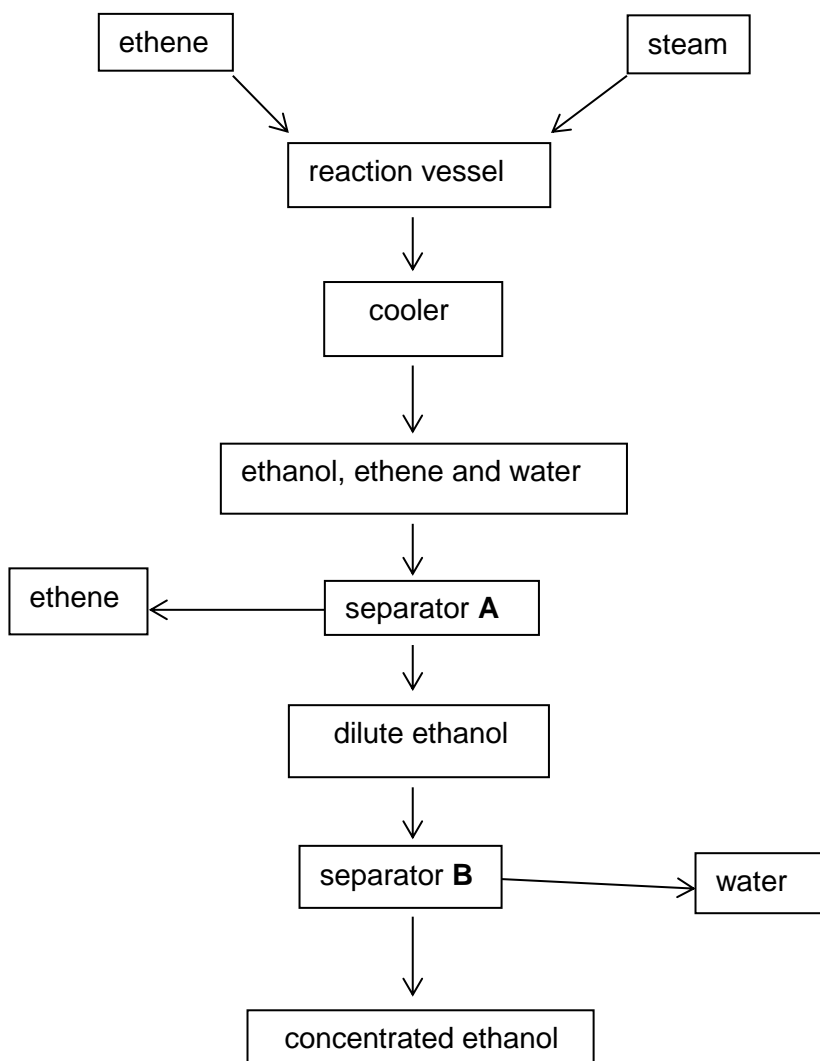 ethene
steam
reaction vessel
cooler
ethanol, ethene and water
ethene
separator A
dilute ethanol
separator B
water
concentrated ethanol